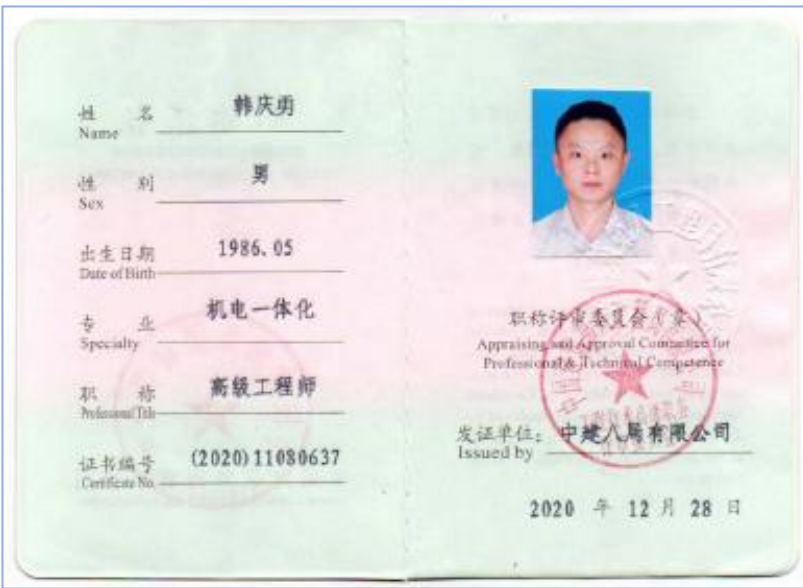 姓 名 韩庆勇
Name
性 别 男
Sex
出生日期 1986.05
Date of Birth
专 业 机电一体化
Specialty
职 称 高级工程师
Professional Title
证书编号 (2020)11080637
Certificate No.
职称评审委员会(章)
Appraising and Approval Committee for
Professional & Technical Competence
发证单位: 中建八局有限公司
Issued by
2020 年 12 月 28 日